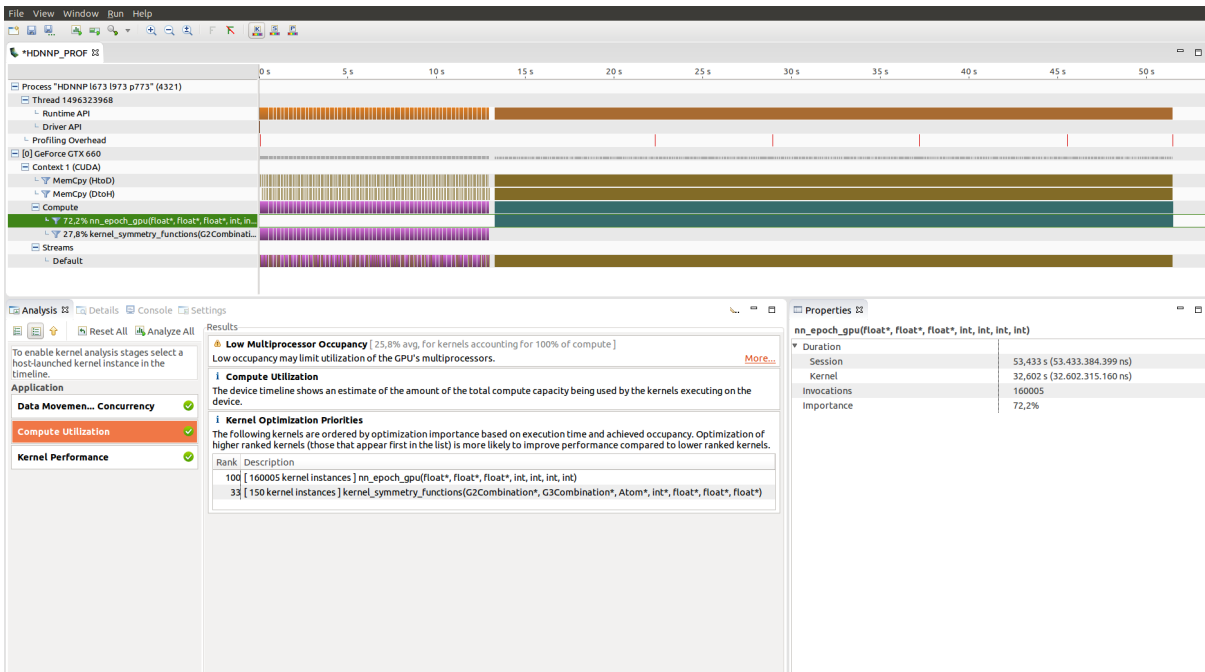 File View Window Run Help
*HDNNP_PROF
0 s 5 s 10 s 15 s 20 s 25 s 30 s 35 s 40 s 45 s 50 s
Process "HDNNP l673 l973 p773" (4321)
Thread 1496323968
Runtime API
Driver API
Profiling Overhead
[0] GeForce GTX 660
Context 1 (CUDA)
MemCpy (HtoD)
MemCpy (DtoH)
Compute
72,2% nn_epoch_gpu(float*, float*, float*, int, in...
27,8% kernel_symmetry_functions(G2Combinati...
Streams
Default
Analysis Details Console Settings
Reset All Analyze All
To enable kernel analysis stages select a
host-launched kernel instance in the
timeline.
Application
Data Movemen... Concurrency
Compute Utilization
Kernel Performance
Results
Low Multiprocessor Occupancy [ 25,8% avg, for kernels accounting for 100% of compute ]
Low occupancy may limit utilization of the GPU's multiprocessors. More...
i Compute Utilization
The device timeline shows an estimate of the amount of the total compute capacity being used by the kernels executing on the
device.
i Kernel Optimization Priorities
The following kernels are ordered by optimization importance based on execution time and achieved occupancy. Optimization of
higher ranked kernels (those that appear first in the list) is more likely to improve performance compared to lower ranked kernels.
Rank Description
100 [ 160005 kernel instances ] nn_epoch_gpu(float*, float*, float*, int, int, int, int)
33 [ 150 kernel instances ] kernel_symmetry_functions(G2Combination*, G3Combination*, Atom*, int*, float*, float*, float*)
Properties
nn_epoch_gpu(float*, float*, float*, int, int, int, int)
Duration
Session 53,433 s (53.433.384.399 ns)
Kernel 32,602 s (32.602.315.160 ns)
Invocations 160005
Importance 72,2%